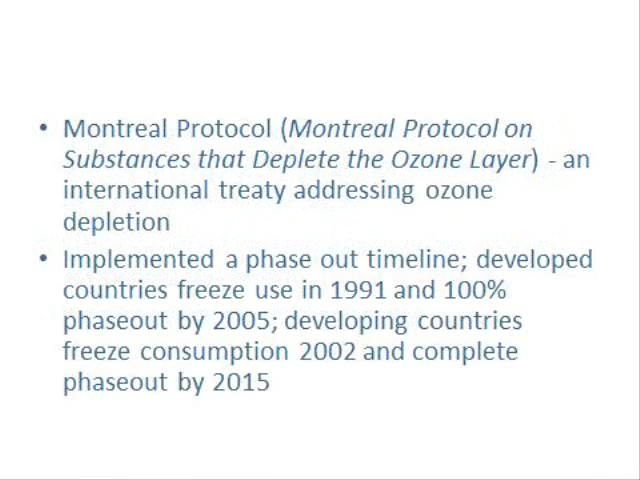 • Montreal Protocol (Montreal Protocol on
Substances that Deplete the Ozone Layer) - an
international treaty addressing ozone
depletion
• Implemented a phase out timeline; developed
countries freeze use in 1991 and 100%
phaseout by 2005; developing countries
freeze consumption 2002 and complete
phaseout by 2015